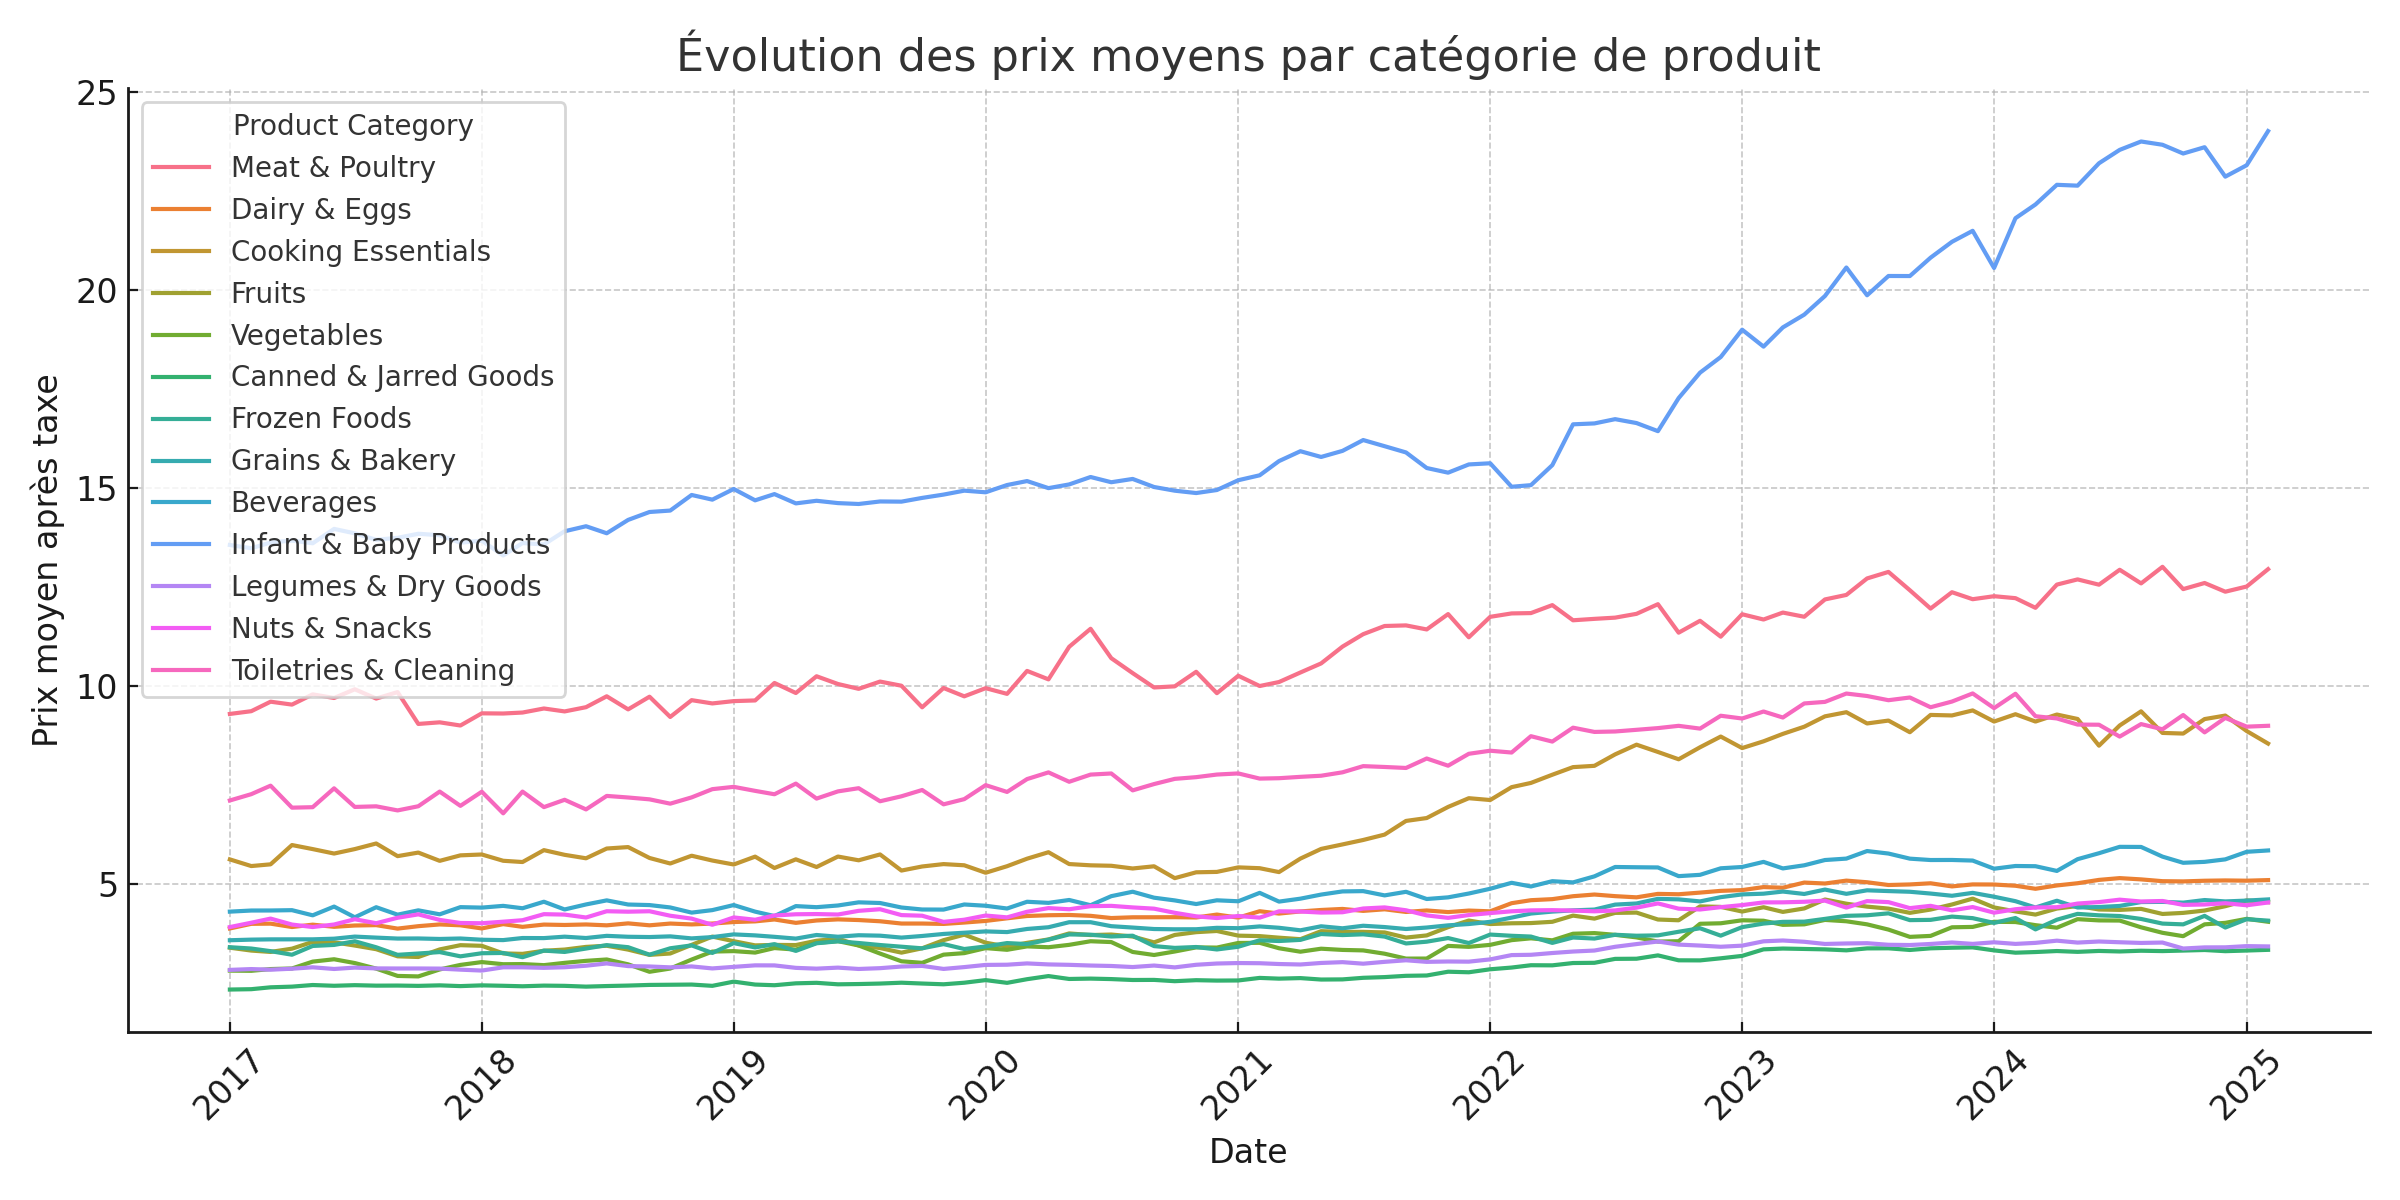 Évolution des prix moyens par catégorie de produit
25
20
15
10
5
Prix moyen après taxe
Product Category
Meat & Poultry
Dairy & Eggs
Cooking Essentials
Fruits
Vegetables
Canned & Jarred Goods
Frozen Foods
Grains & Bakery
Beverages
Infant & Baby Products
Legumes & Dry Goods
Nuts & Snacks
Toiletries & Cleaning
2017
2018
2019
2020
2021
2022
2023
2024
2025
Date